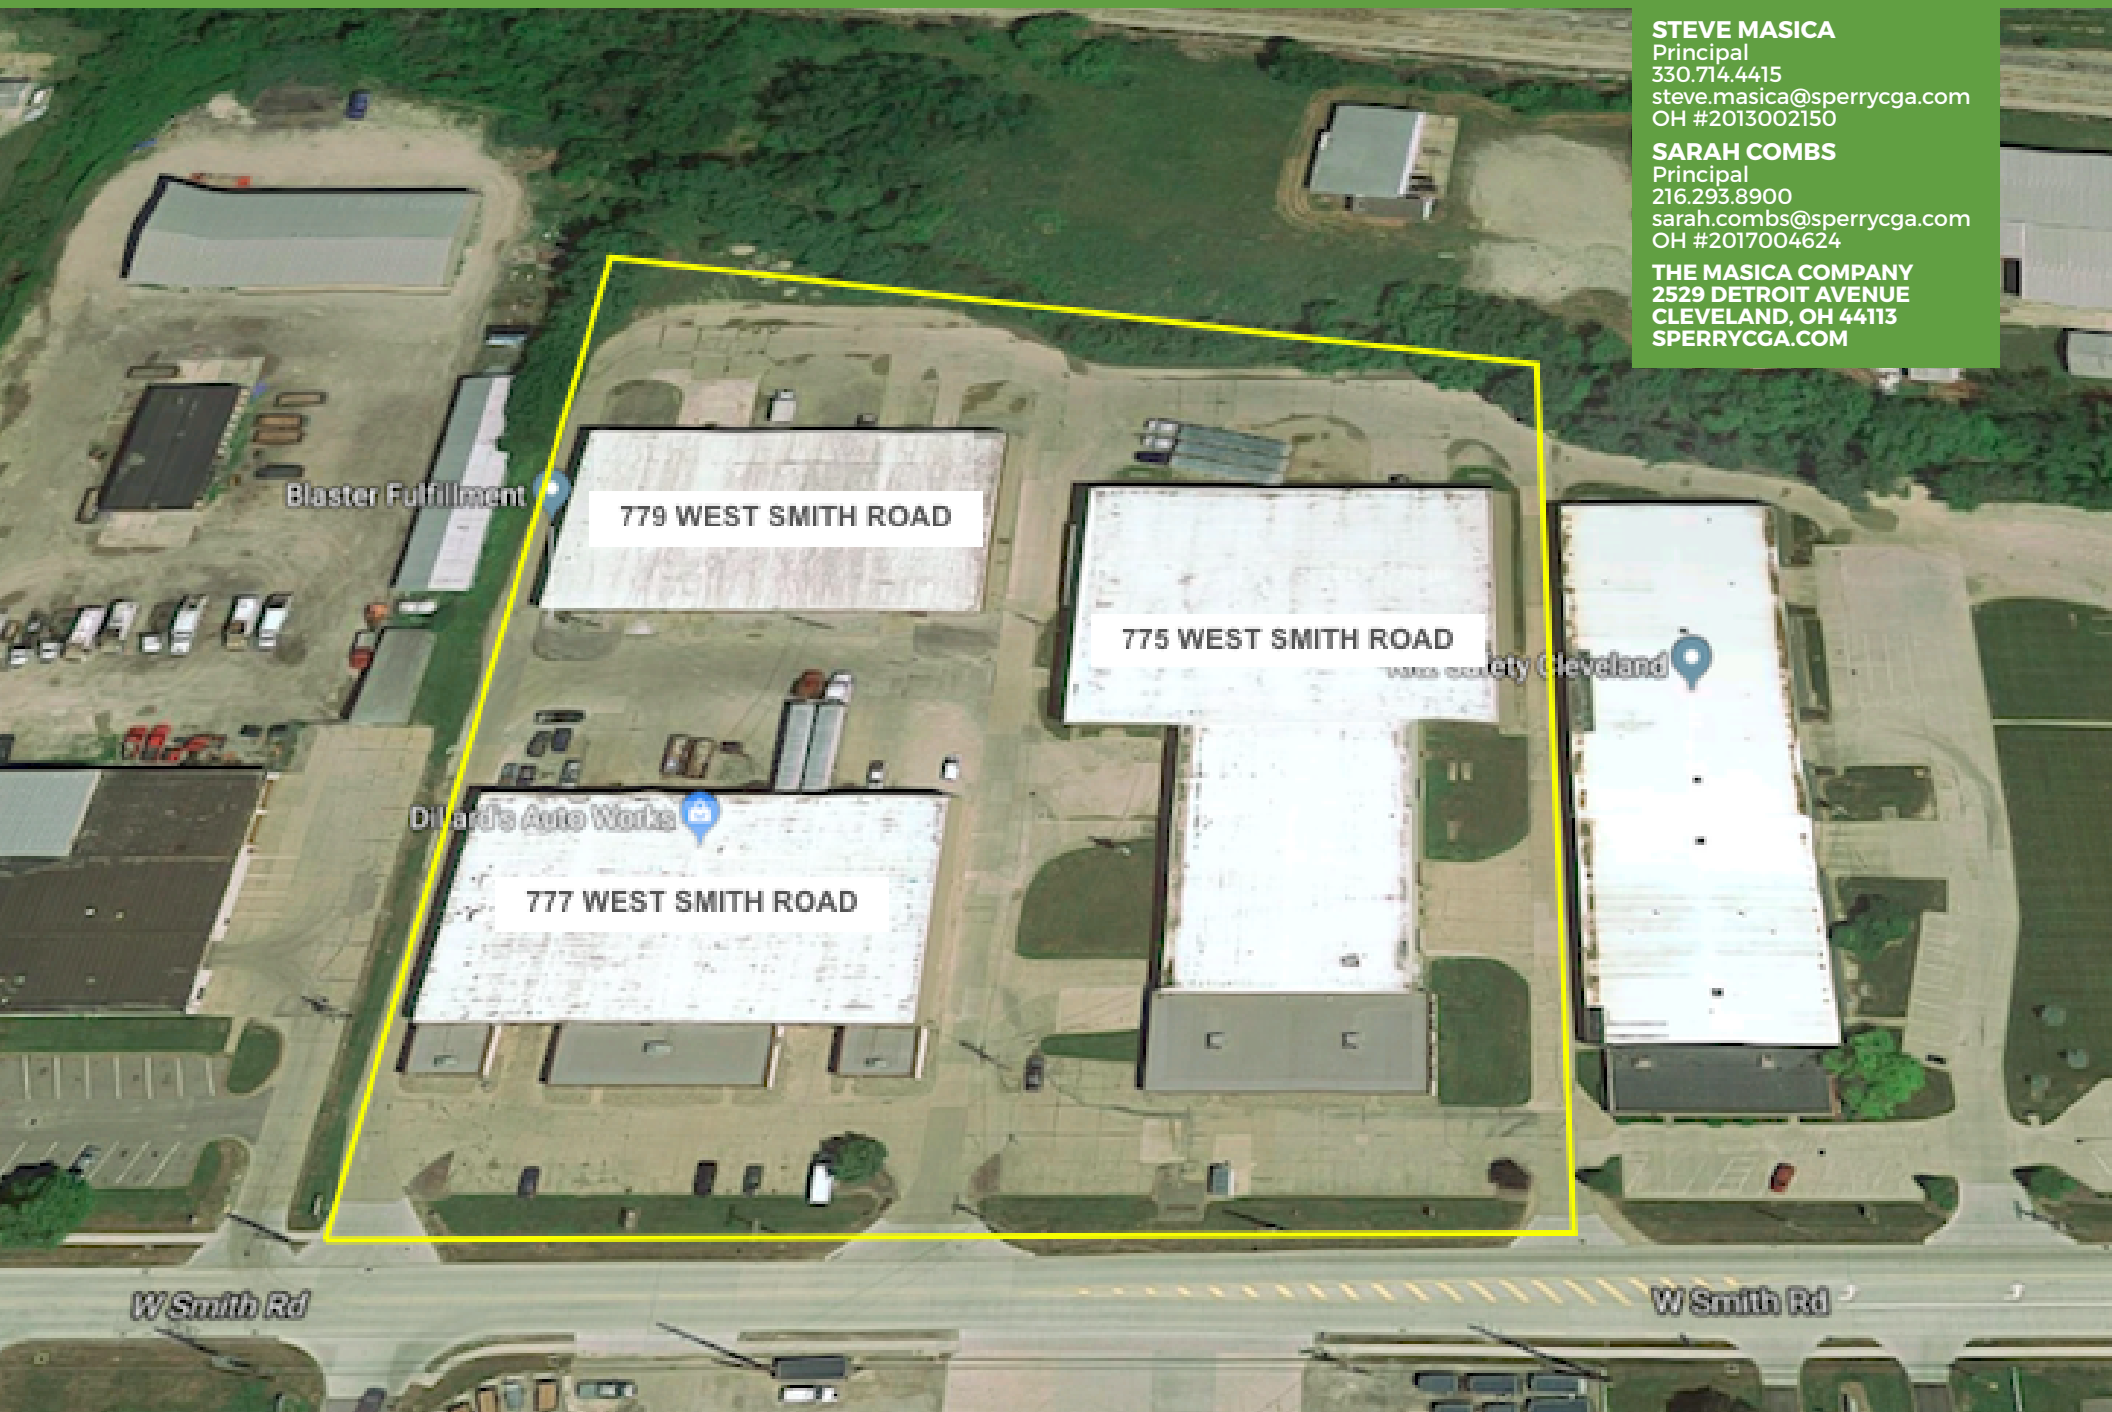 STEVE MASICA
Principal
330.714.4415
steve.masica@sperrycga.com
OH #2013002150
SARAH COMBS
Principal
216.293.8900
sarah.combs@sperrycga.com
OH #2017004624
THE MASICA COMPANY
2529 DETROIT AVENUE
CLEVELAND, OH 44113
SPERRYCGA.COM
Blaster Fulfillment
779 WEST SMITH ROAD
775 WEST SMITH ROAD
Cleveland
Dillard's Auto Works
777 WEST SMITH ROAD
W Smith Rd
W Smith Rd